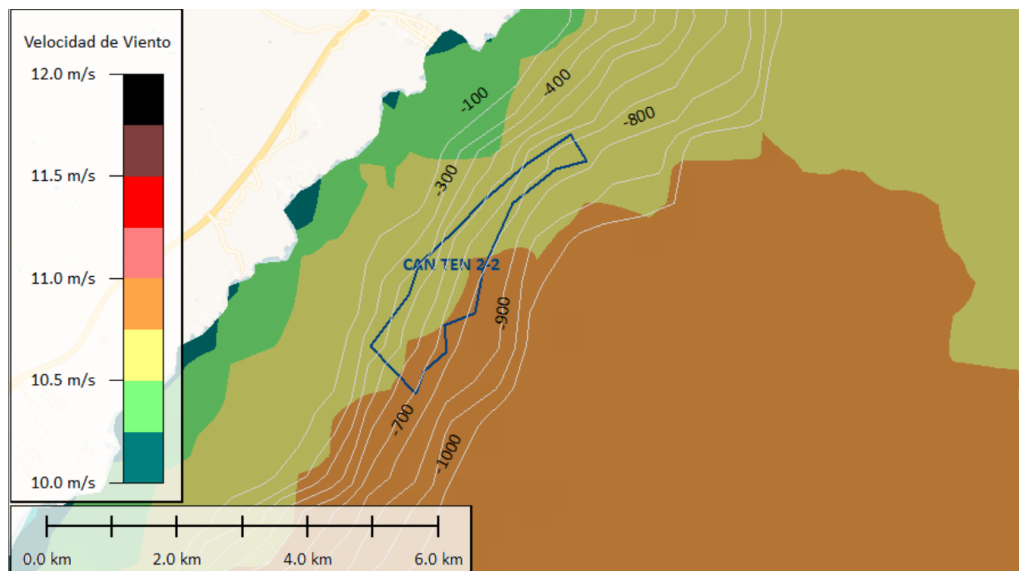 Velocidad de Viento
12.0 m/s
11.5 m/s
11.0 m/s
10.5 m/s
10.0 m/s
-100
-400
-800
-300
CAN TEN 2-2
-900
-700
-1000
0.0 km
2.0 km
4.0 km
6.0 km